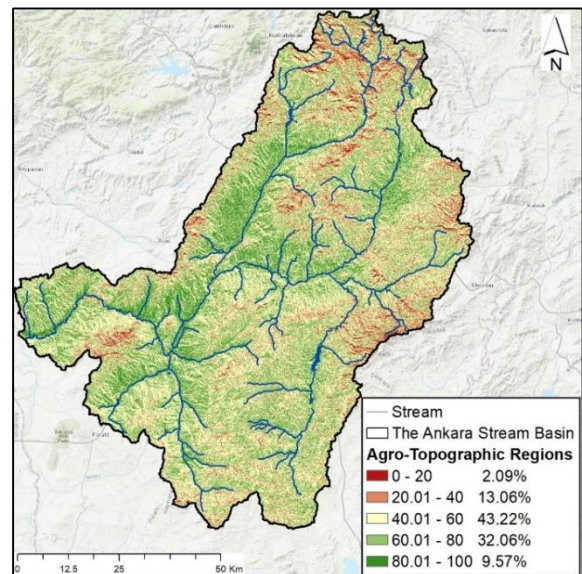 N
Stream
The Ankara Stream Basin
Agro-Topographic Regions
0 - 20 2.09%
20.01 - 40 13.06%
40.01 - 60 43.22%
60.01 - 80 32.06%
80.01 - 100 9.57%
0 12.5 25 50 Km